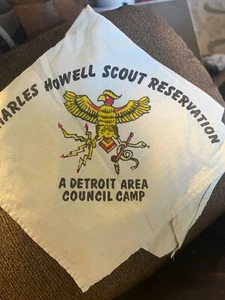 HARLES HOWELL SCOUT RESERVATION
A DETROIT AREA
COUNCIL CAMP